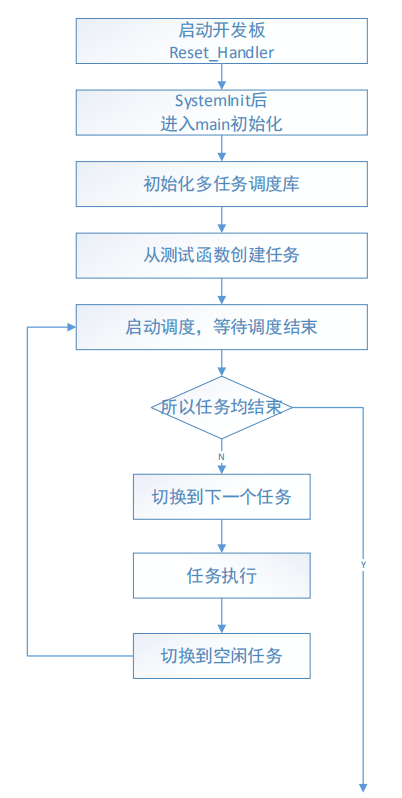 启动开发板
Reset_Handler
SystemInit后
进入main初始化
初始化多任务调度库
从测试函数创建任务
启动调度，等待调度结束
所以任务均结束
N
切换到下一个任务
Y
任务执行
切换到空闲任务